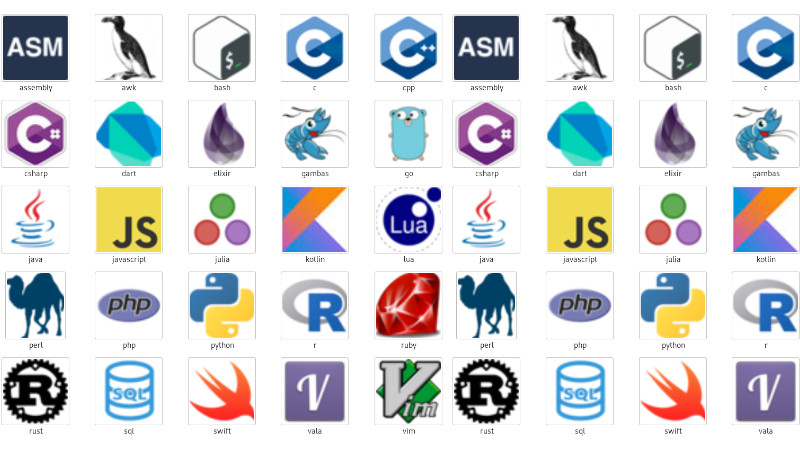 ASM $ C C++ ASM $ C
assembly awk bash c cpp assembly awk bash c
C# C#
csharp dart elixir gambas go csharp dart elixir gambas
JS Lua JS
java javascript julia kotlin lua java javascript julia kotlin
php R php R
perl php python r ruby perl php python r
R SQL V Vim R SQL V
rust sql swift vala vim rust sql swift vala